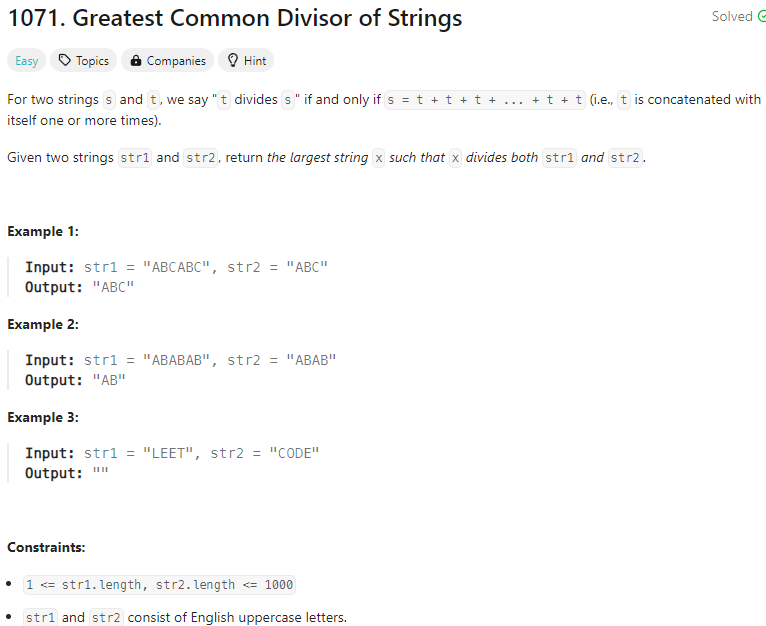 1071. Greatest Common Divisor of Strings
Solved
Easy Topics Companies Hint
For two strings s and t, we say "t divides s" if and only if s = t + t + t + ... + t + t (i.e., t is concatenated with
itself one or more times).
Given two strings str1 and str2, return the largest string x such that x divides both str1 and str2.
Example 1:
Input: str1 = "ABCABC", str2 = "ABC"
Output: "ABC"
Example 2:
Input: str1 = "ABABAB", str2 = "ABAB"
Output: "AB"
Example 3:
Input: str1 = "LEET", str2 = "CODE"
Output: ""
Constraints:
• 1 <= str1.length, str2.length <= 1000
• str1 and str2 consist of English uppercase letters.